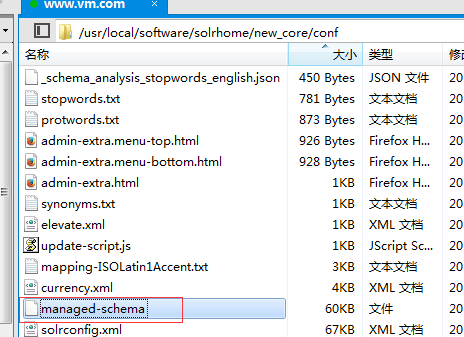 www.vm.com
/usr/local/software/solrhome/new_core/conf
名称 大小 类型 修
_schema_analysis_stopwords_english.json 450 Bytes JSON 文件 20
stopwords.txt 781 Bytes 文本文档 20
protwords.txt 873 Bytes 文本文档 20
admin-extra.menu-top.html 926 Bytes Firefox H... 20
admin-extra.menu-bottom.html 928 Bytes Firefox H... 20
admin-extra.html 1KB Firefox H... 20
synonyms.txt 1KB 文本文档 20
elevate.xml 1KB XML 文档 20
update-script.js 1KB JScript Sc... 20
mapping-ISOLatin1Accent.txt 3KB 文本文档 20
currency.xml 4KB XML 文档 20
managed-schema 60KB 文件 20
solrconfig.xml 67KB XML 文档 20